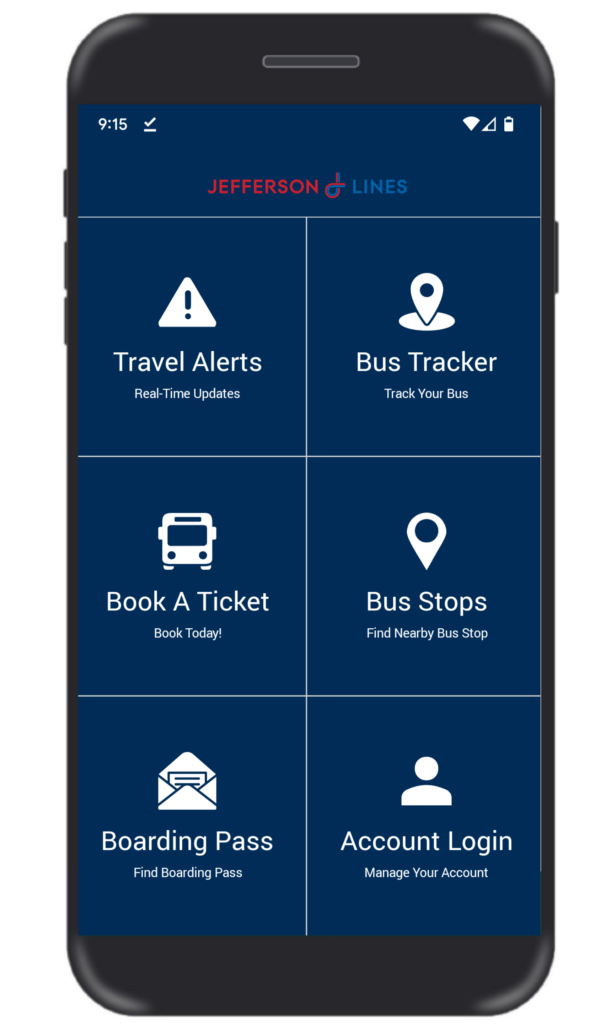 9:15
JEFFERSON LINES
Travel Alerts
Real-Time Updates
Bus Tracker
Track Your Bus
Book A Ticket
Book Today!
Bus Stops
Find Nearby Bus Stop
Boarding Pass
Find Boarding Pass
Account Login
Manage Your Account